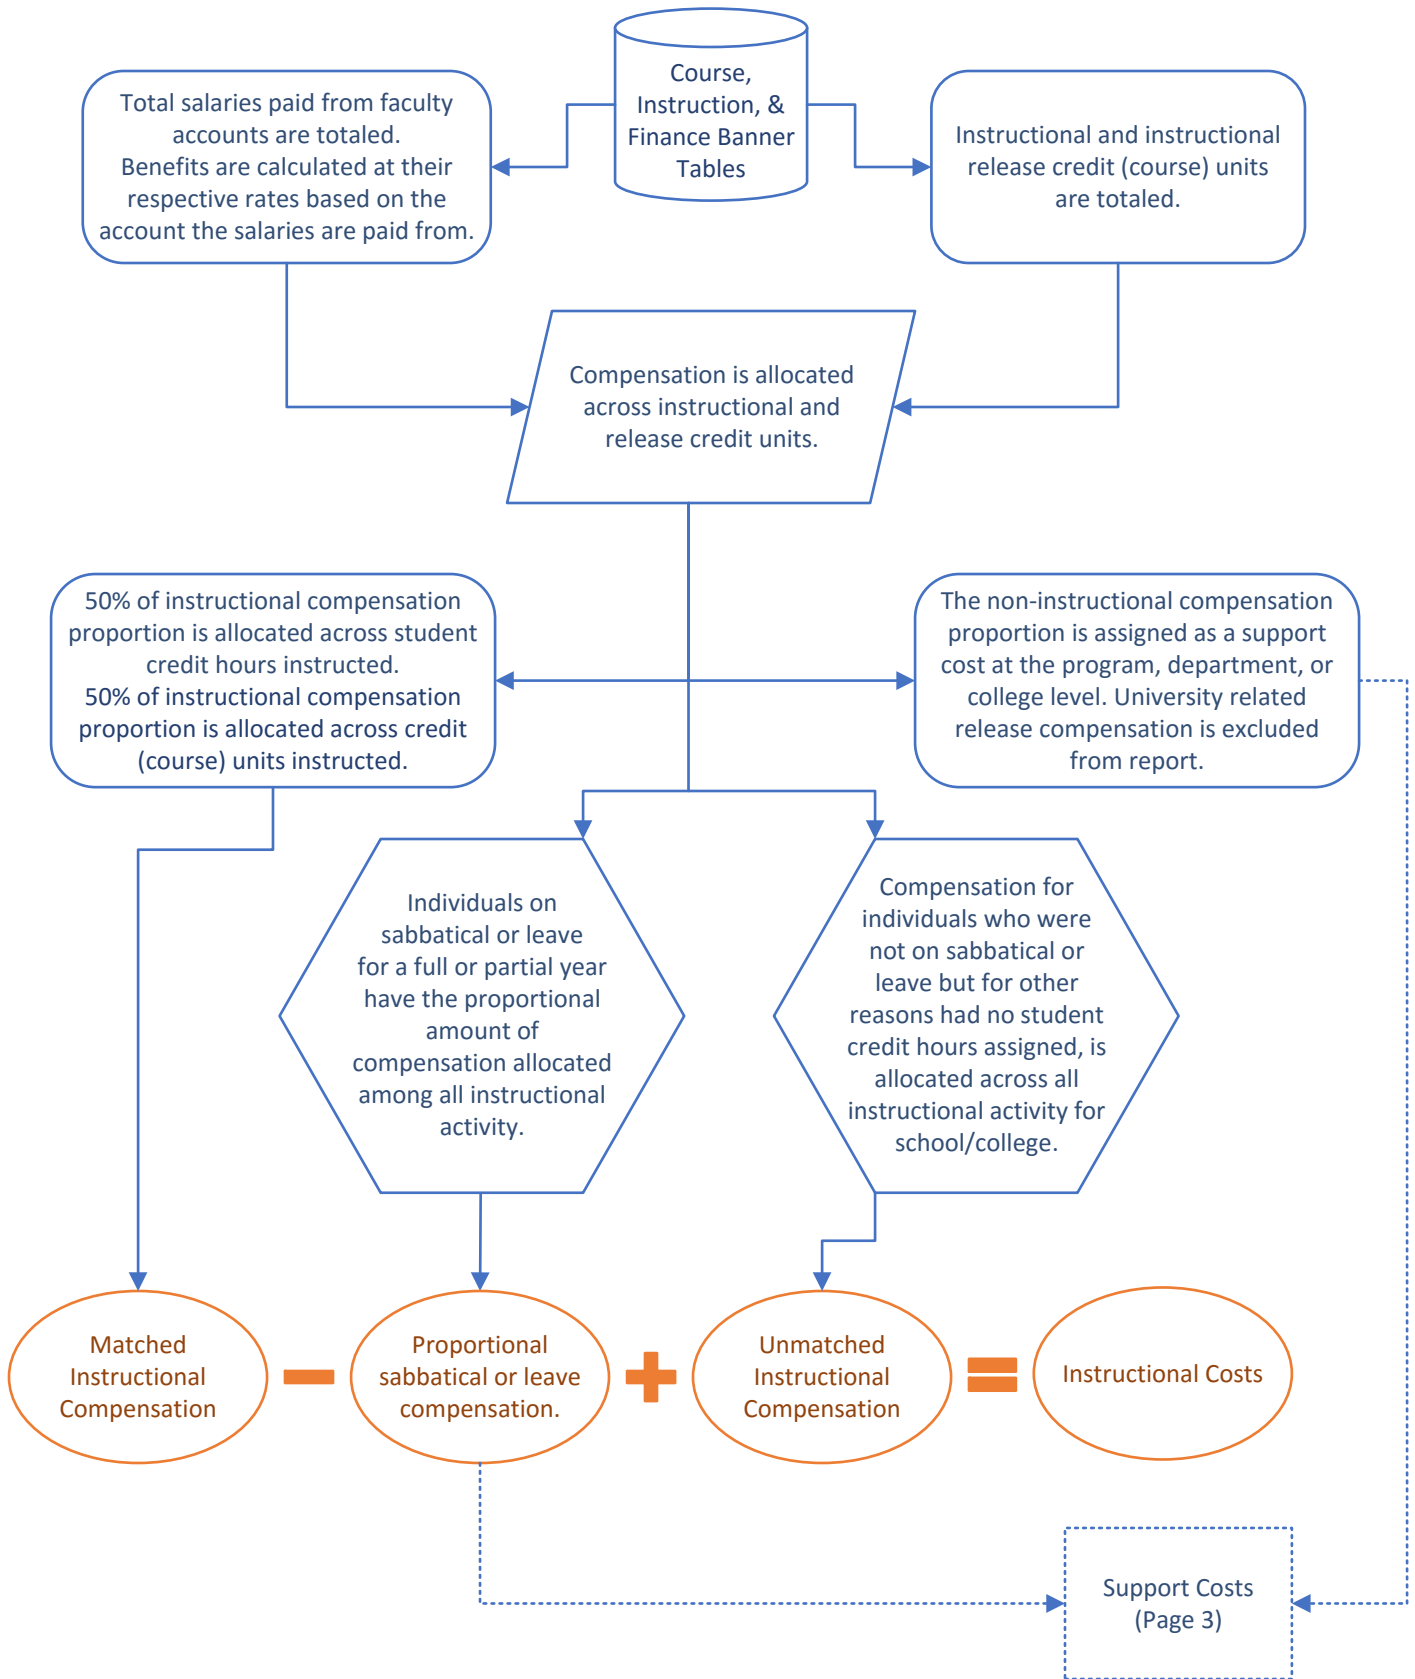 Course,
Instruction, &
Finance Banner
Tables
Total salaries paid from faculty
accounts are totaled.
Benefits are calculated at their
respective rates based on the
account the salaries are paid from.
Instructional and instructional
release credit (course) units
are totaled.
Compensation is allocated
across instructional and
release credit units.
50% of instructional compensation
proportion is allocated across student
credit hours instructed.
50% of instructional compensation
proportion is allocated across credit
(course) units instructed.
The non-instructional compensation
proportion is assigned as a support
cost at the program, department, or
college level. University related
release compensation is excluded
from report.
Individuals on
sabbatical or leave
for a full or partial year
have the proportional
amount of
compensation allocated
among all instructional
activity.
Compensation for
individuals who were
not on sabbatical or
leave but for other
reasons had no student
credit hours assigned, is
allocated across all
instructional activity for
school/college.
Matched
Instructional
Compensation
Proportional
sabbatical or leave
compensation.
Unmatched
Instructional
Compensation
Instructional Costs
Support Costs
(Page 3)